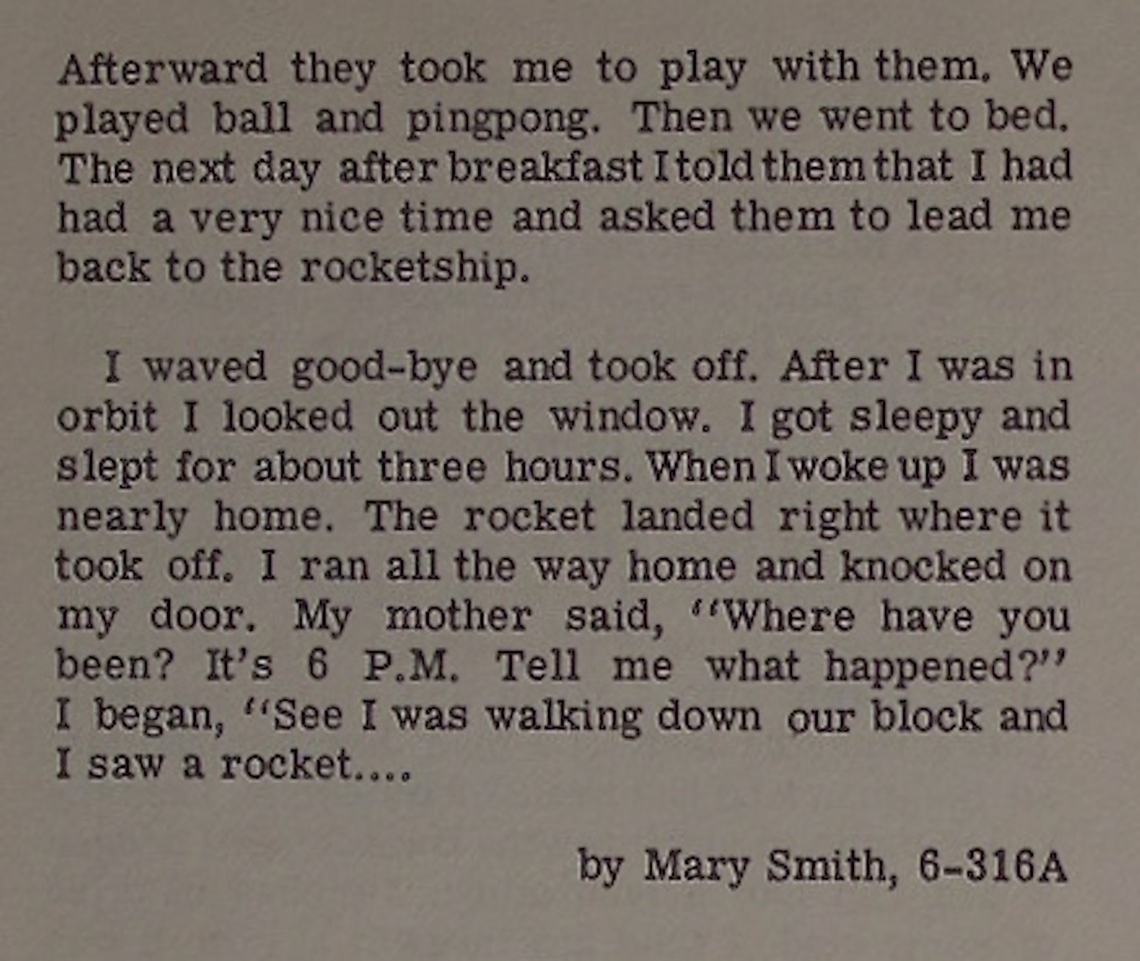 Afterward they took me to play with them. We
played ball and pingpong. Then we went to bed.
The next day after breakfast I told them that I had
had a very nice time and asked them to lead me
back to the rocketship.
I waved good-bye and took off. After I was in
orbit I looked out the window. I got sleepy and
slept for about three hours. When I woke up I was
nearly home. The rocket landed right where it
took off. I ran all the way home and knocked on
my door. My mother said, “Where have you
been? It’s 6 P.M. Tell me what happened?”
I began, “See I was walking down our block and
I saw a rocket....
by Mary Smith, 6-316A